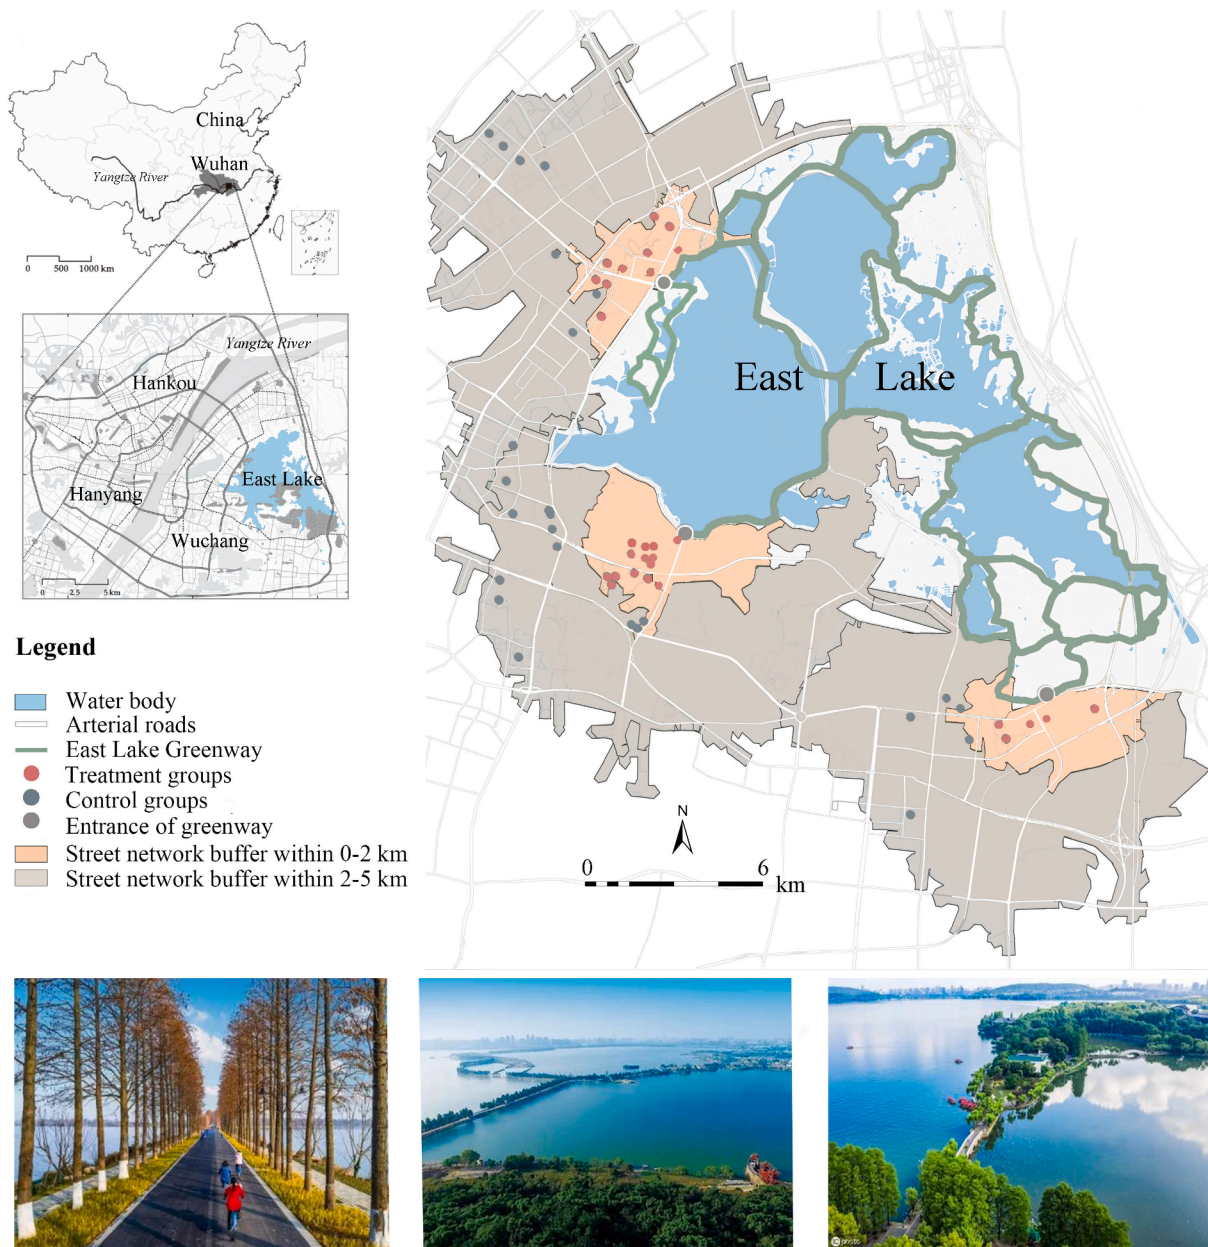 China
Wuhan
Yangtze River
0 500 1000 km
Yangtze River
Hankou
East Lake
Hanyang
Wuchang
0 2.5 5 km
East Lake
N
0 6
km
Legend
Water body
Arterial roads
East Lake Greenway
Treatment groups
Control groups
Entrance of greenway
Street network buffer within 0-2 km
Street network buffer within 2-5 km
photo